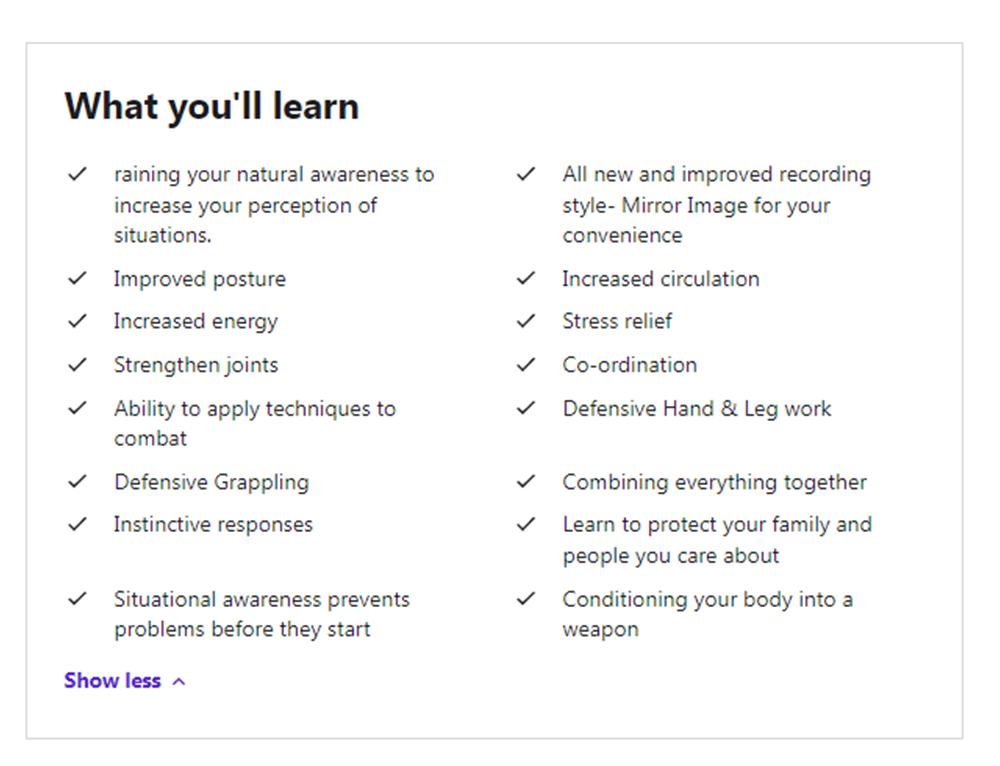 What you'll learn
raining your natural awareness to
increase your perception of
situations.
All new and improved recording
style- Mirror Image for your
convenience
Improved posture
Increased circulation
Increased energy
Stress relief
Strengthen joints
Co-ordination
Ability to apply techniques to
combat
Defensive Hand & Leg work
Defensive Grappling
Combining everything together
Instinctive responses
Learn to protect your family and
people you care about
Situational awareness prevents
problems before they start
Conditioning your body into a
weapon
Show less